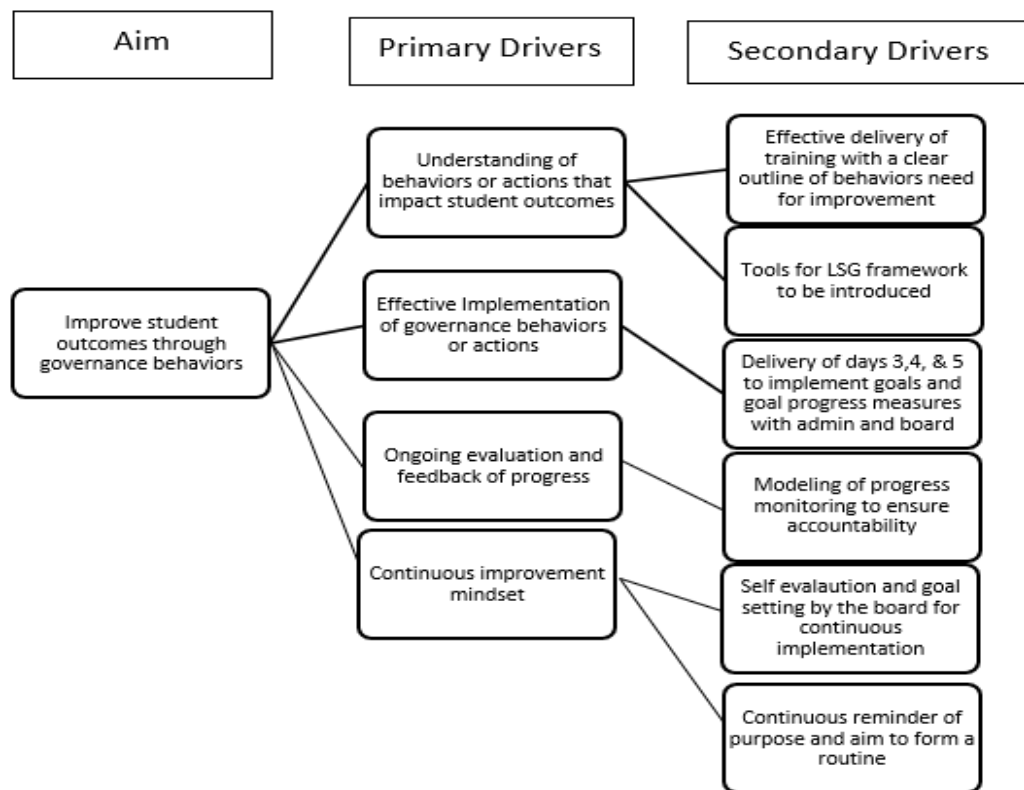 Aim
Primary Drivers
Secondary Drivers
Improve student
outcomes through
governance behaviors
Understanding of
behaviors or actions that
impact student outcomes
Effective Implementation
of governance behaviors
or actions
Ongoing evaluation and
feedback of progress
Continuous improvement
mindset
Effective delivery of
training with a clear
outline of behaviors need
for improvement
Tools for LSG framework
to be introduced
Delivery of days 3,4, & 5
to implement goals and
goal progress measures
with admin and board
Modeling of progress
monitoring to ensure
accountability
Self evalaution and goal
setting by the board for
continuous
implementation
Continuous reminder of
purpose and aim to form a
routine